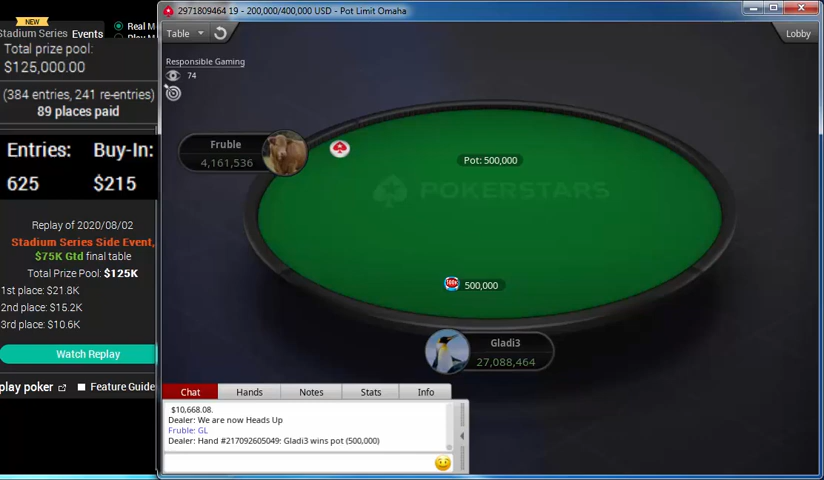 NEW
Stadium Series
Events
Real M
Total prize pool:
$125,000.00
(384 entries, 241 re-entries)
89 places paid
Entries: Buy-In:
625 $215
Replay of 2020/08/02
Stadium Series Side Event,
$75K Gtd final table
Total Prize Pool: $125K
1st place: $21.8K
2nd place: $15.2K
3rd place: $10.6K
Watch Replay
play poker
Feature Guide
2971809464 19 - 200,000/400,000 USD - Pot Limit Omaha
Table
Lobby
Responsible Gaming
74
Fruble
4,161,536
Pot: 500,000
POKERSTARS
500,000
Gladi3
27,088,464
Chat Hands Notes Stats Info
$10,668.08.
Dealer: We are now Heads Up
Fruble: GL
Dealer: Hand #217092605049: Gladi3 wins pot (500,000)